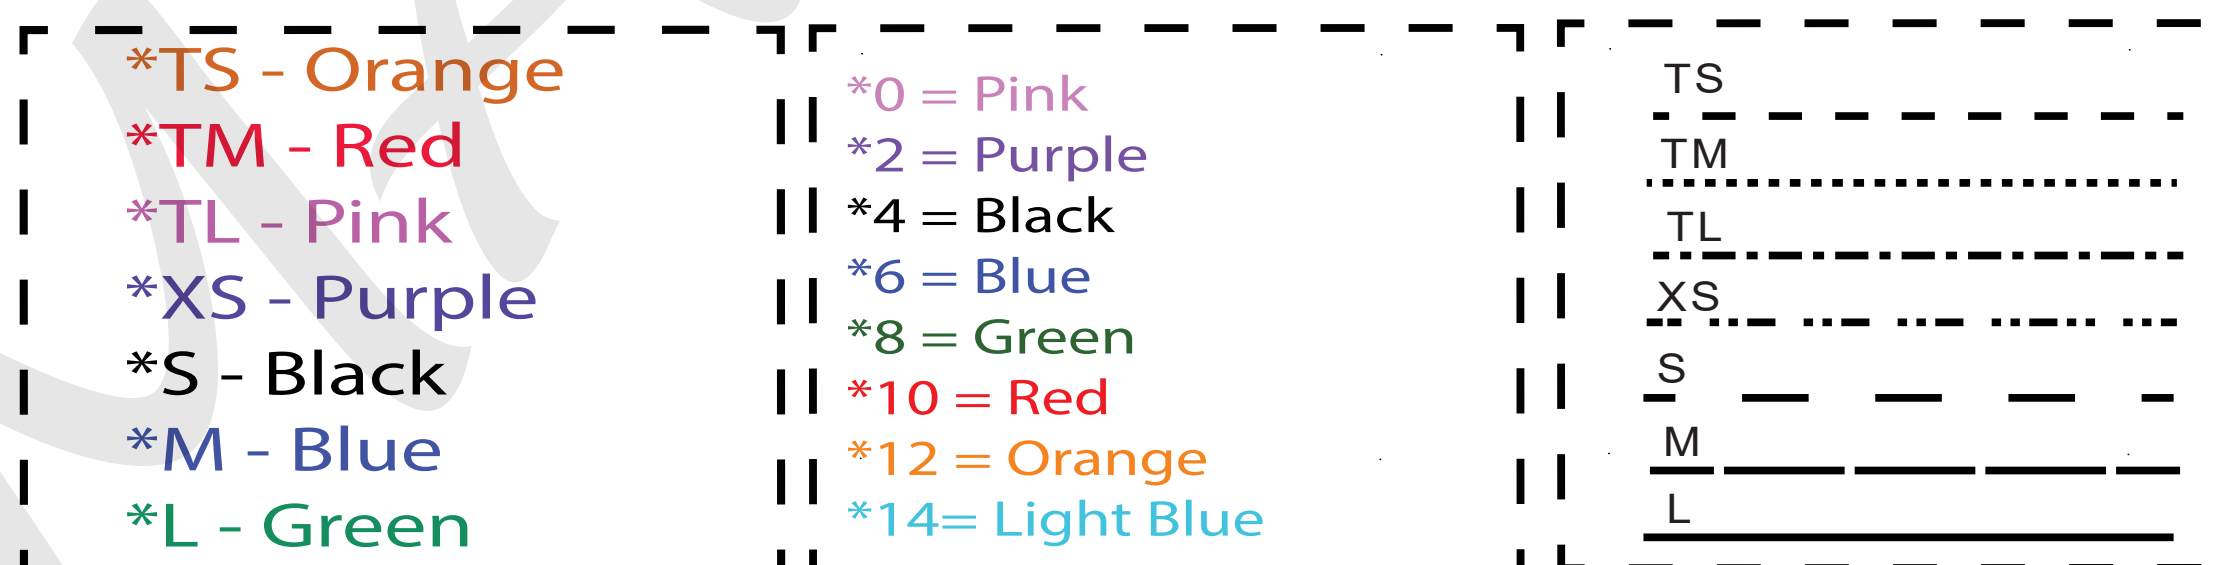 *TS - Orange
*TM - Red
*TL - Pink
*XS - Purple
*S - Black
*M - Blue
*L - Green
*0 = Pink
*2 = Purple
*4 = Black
*6 = Blue
*8 = Green
*10 = Red
*12 = Orange
*14= Light Blue
TS
TM
TL
XS
S
M
L